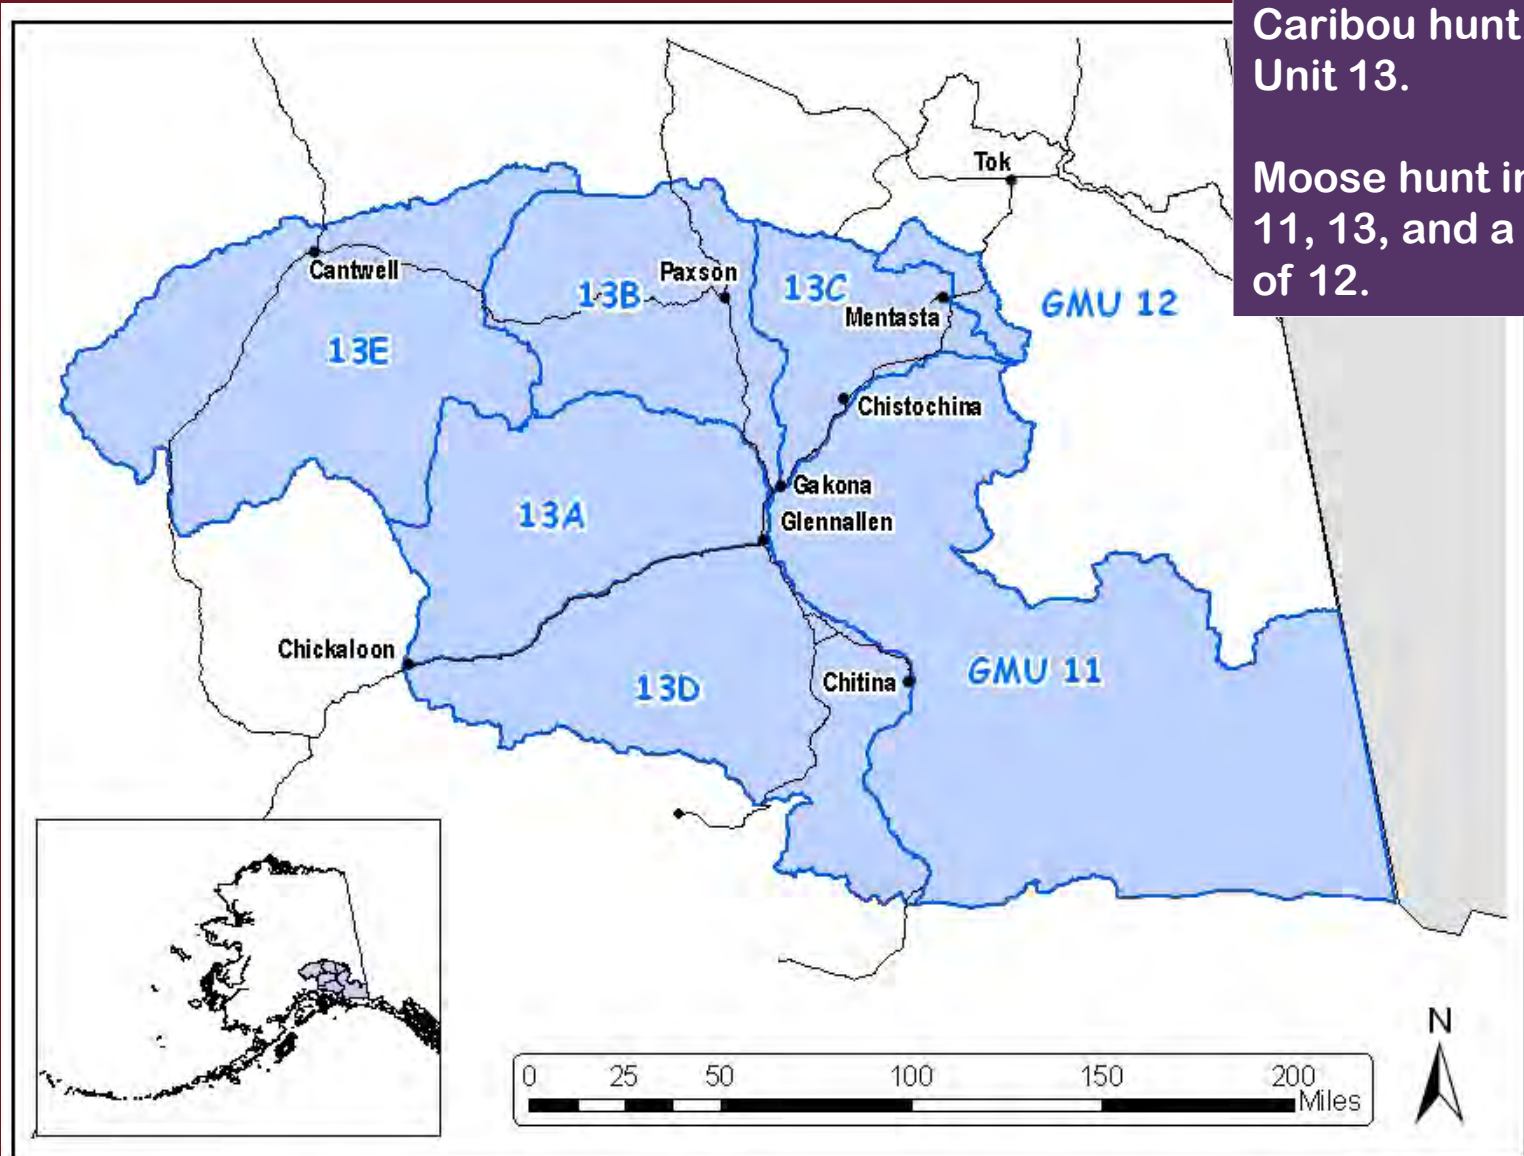 Caribou hunt
Unit 13.
Moose hunt in
11, 13, and a
of 12.
Tok
Cantwell
Paxson
13B
13C
Mentasta
GMU 12
13E
Chistochina
Gakona
13A
Glennallen
Chickaloon
13D
Chitina
GMU 11
N
0 25 50 100 150 200
Miles